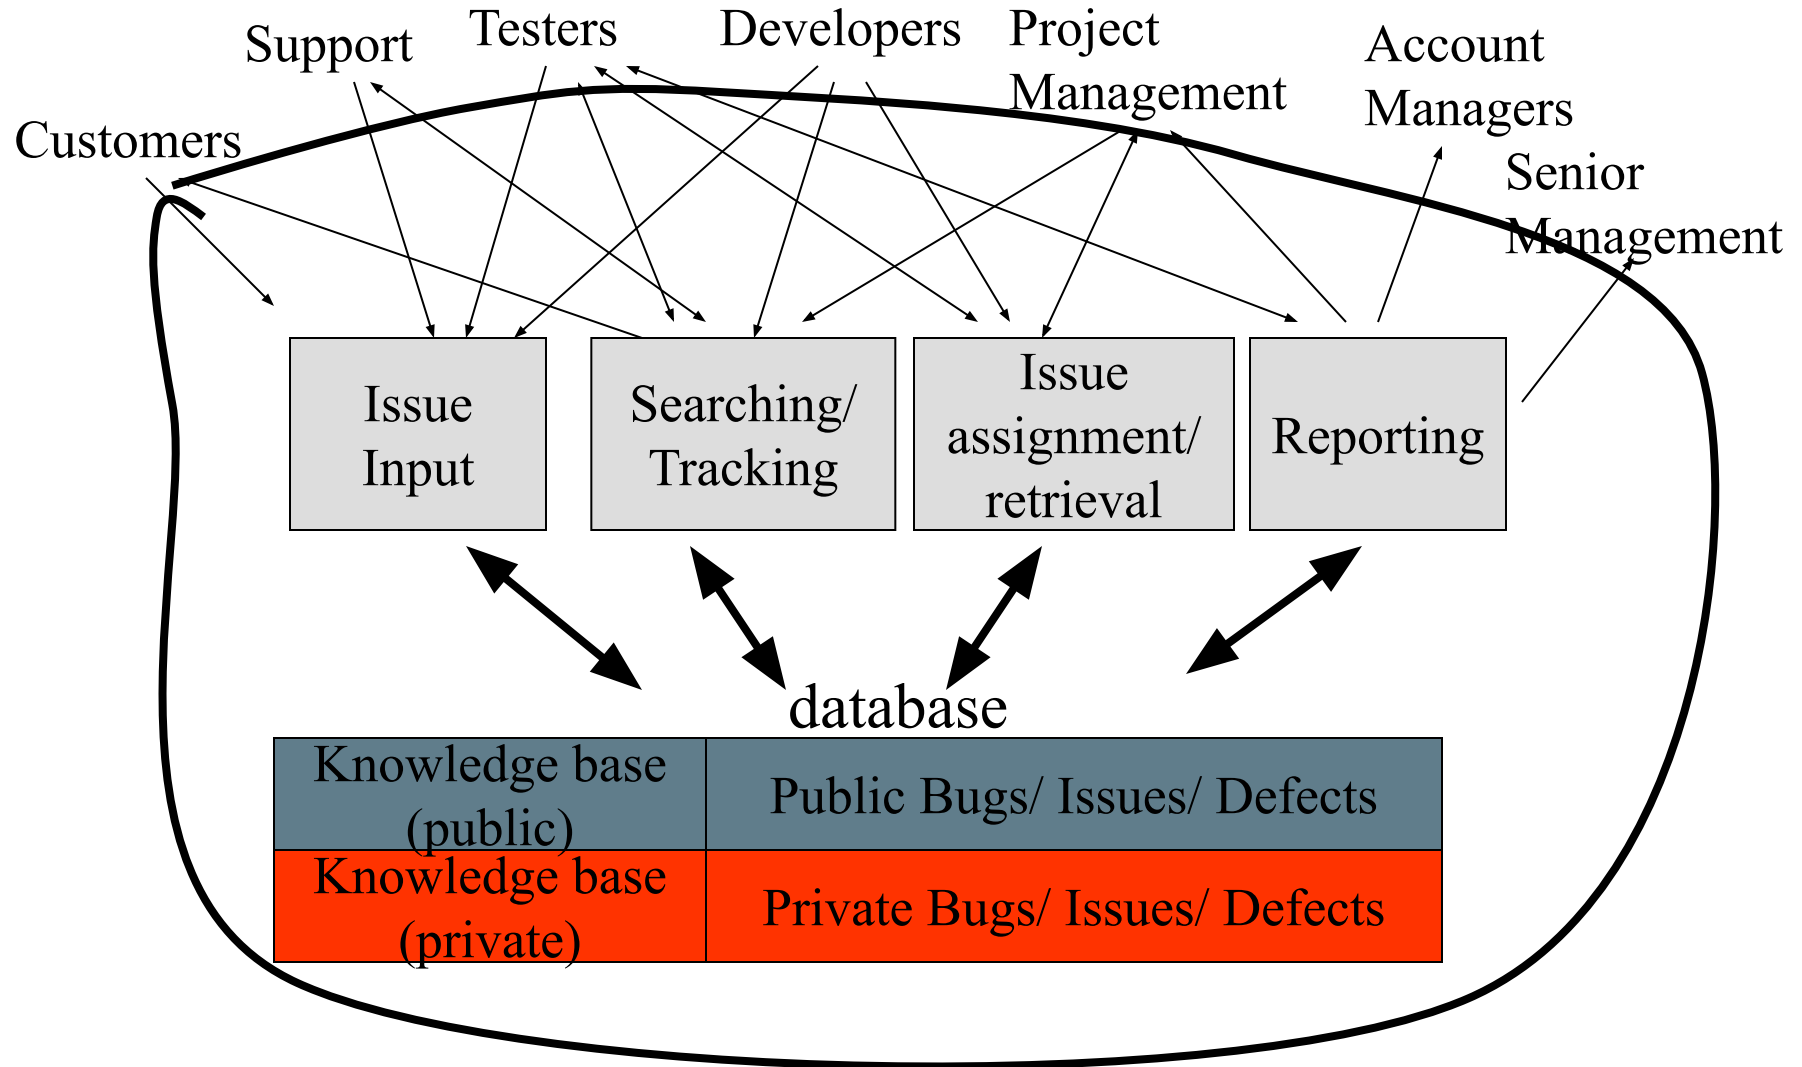 Support
Testers
Developers
Project
Management
Account
Managers
Customers
Senior
Management
Issue
Input
Searching/
Tracking
Issue
assignment/
retrieval
Reporting
database
Knowledge base
(public)
Public Bugs/ Issues/ Defects
Knowledge base
(private)
Private Bugs/ Issues/ Defects